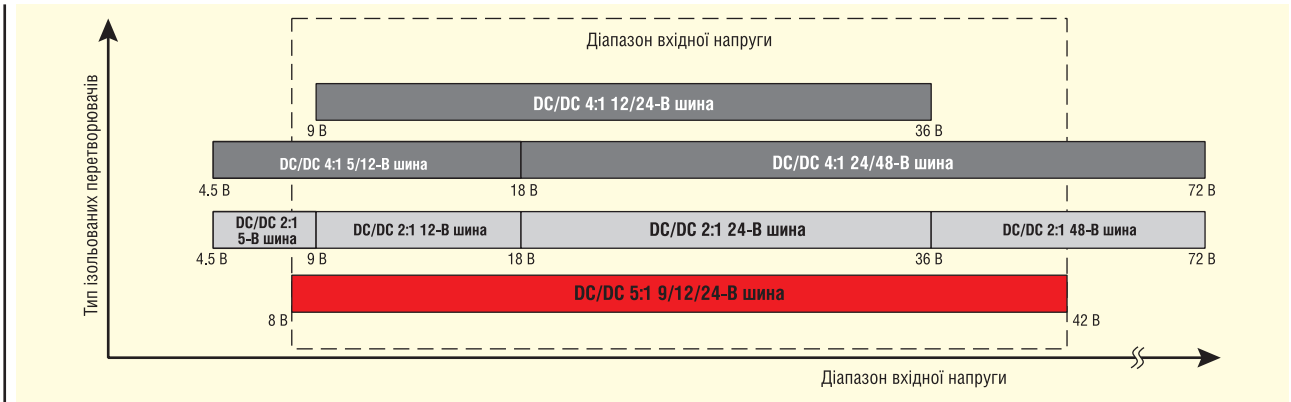 Діапазон вхідної напруги
Тип ізольованих перетворювачів
DC/DC 4:1 12/24-В шина
9 В
36 В
DC/DC 4:1 5/12-В шина
DC/DC 4:1 24/48-В шина
4.5 В
18 В
72 В
DC/DC 2:1
5-В шина
DC/DC 2:1 12-В шина
DC/DC 2:1 24-В шина
DC/DC 2:1 48-В шина
4.5 В
9 В
18 В
36 В
72 В
DC/DC 5:1 9/12/24-В шина
8 В
42 В
Діапазон вхідної напруги